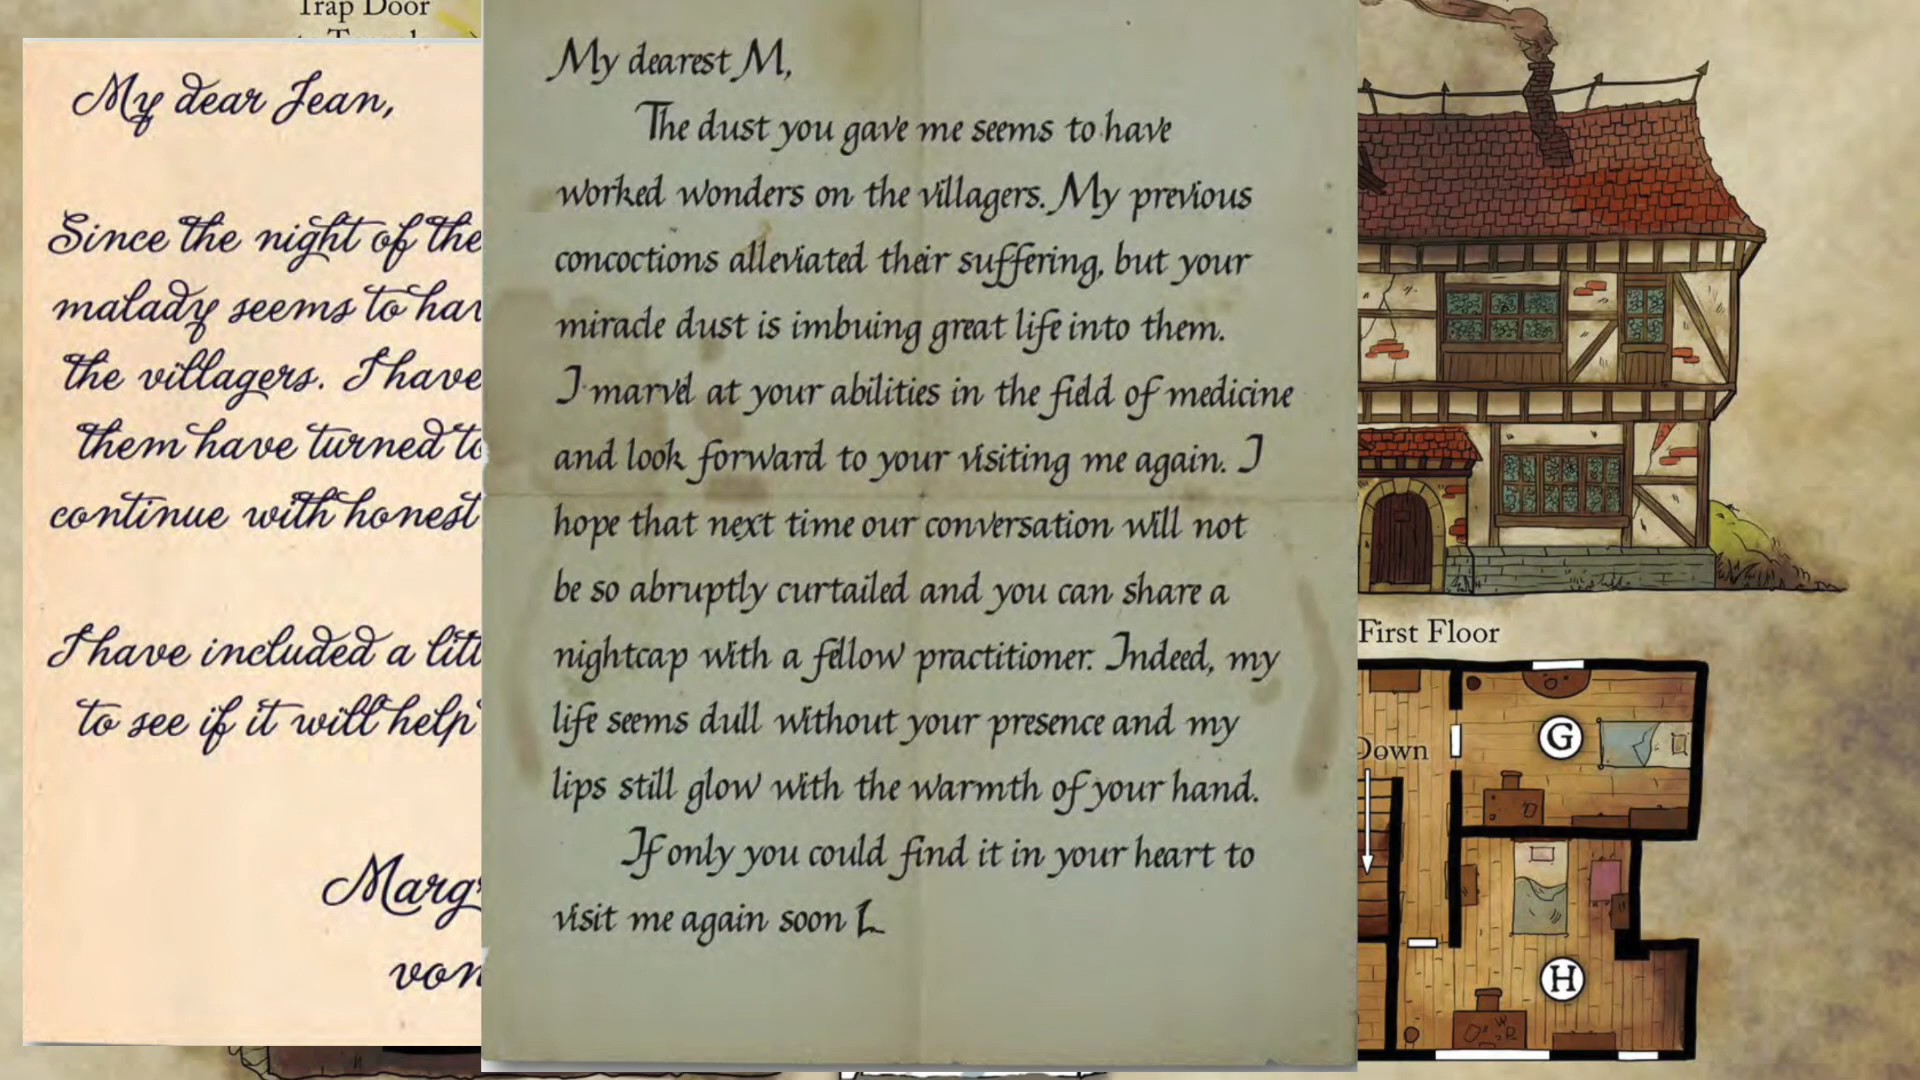 Trap Door
My dear Jean,
Since the night of the
malady seems to
the villagers. I have
them have turned
continue with honest
I have included a
to see if it will help
von
My dearest M,
The dust you gave me seems to have
worked wonders on the villagers. My previous
concoctions alleviated their suffering, but your
miracle dust is imbuing great life into them.
I marvel at your abilities in the field of medicine
and look forward to your visiting me again. I
hope that next time our conversation will not
be so abruptly curtailed and you can share a
nightcap with a fellow practitioner. Indeed, my
life seems dull without your presence and my
lips still glow with the warmth of your hand.
If only you could find it in your heart to
visit me again soon L
First Floor
G
Down
H